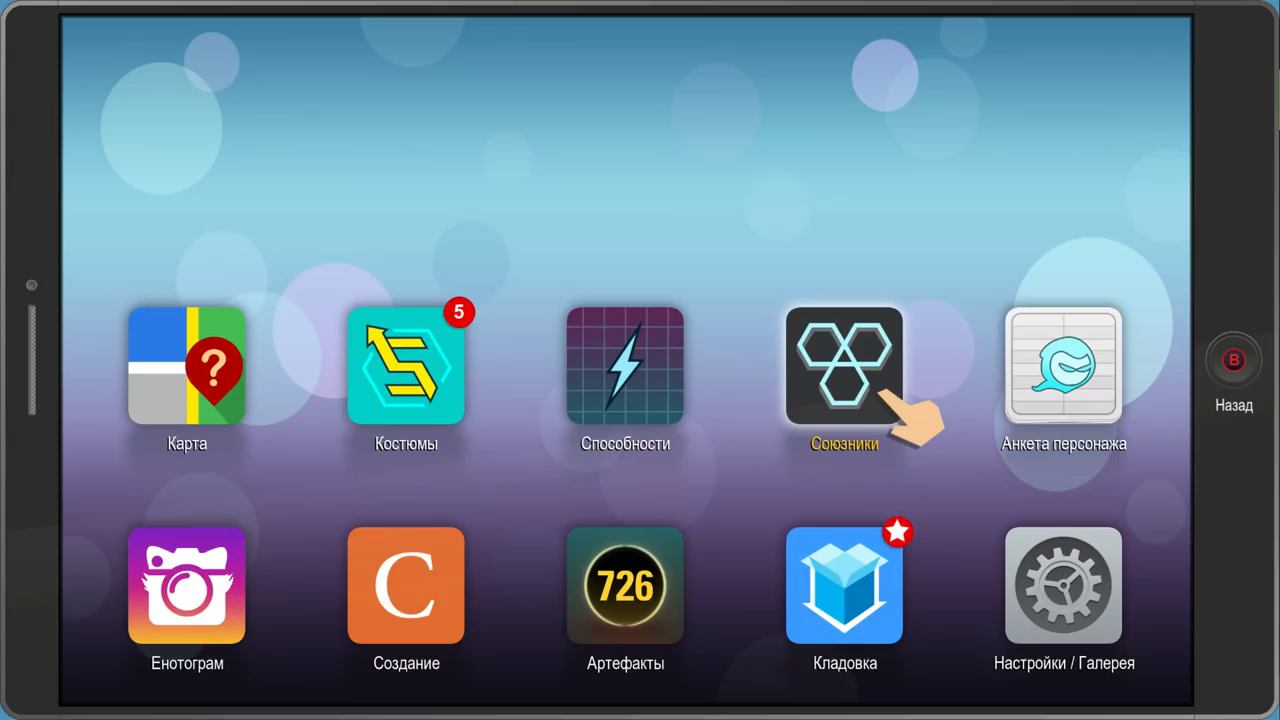 5
?
Карта
Костюмы
Способности
Союзники
Анкета персонажа
B
Назад
C
726
Енотограм
Создание
Артефакты
Кладовка
Настройки / Галерея